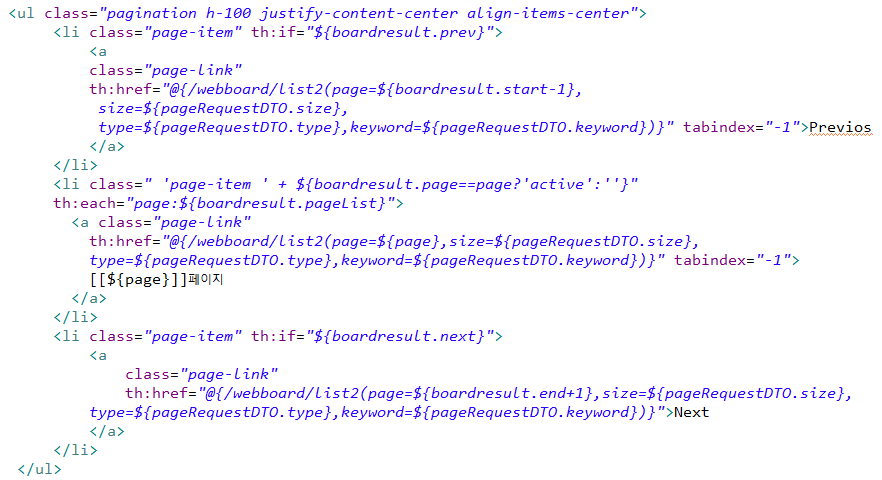 <ul class="pagination h-100 justify-content-center align-items-center">
<li class="page-item" th:if="${boardresult.prev}">
<a
class="page-link"
th:href="@{/webboard/list2(page=${boardresult.start-1},
size=${pageRequestDTO.size},
type=${pageRequestDTO.type},keyword=${pageRequestDTO.keyword})}" tabindex="-1">Previos
</a>
</li>
<li class=" 'page-item ' + ${boardresult.page==page?'active':''}"
th:each="page:${boardresult.pageList}">
<a class="page-link"
th:href="@{/webboard/list2(page=${page},size=${pageRequestDTO.size},
type=${pageRequestDTO.type},keyword=${pageRequestDTO.keyword})}" tabindex="-1">
[[${page}]]페이지
</a>
</li>
<li class="page-item" th:if="${boardresult.next}">
<a
class="page-link"
th:href="@{/webboard/list2(page=${boardresult.end+1},size=${pageRequestDTO.size},
type=${pageRequestDTO.type},keyword=${pageRequestDTO.keyword})}">Next
</a>
</li>
</ul>